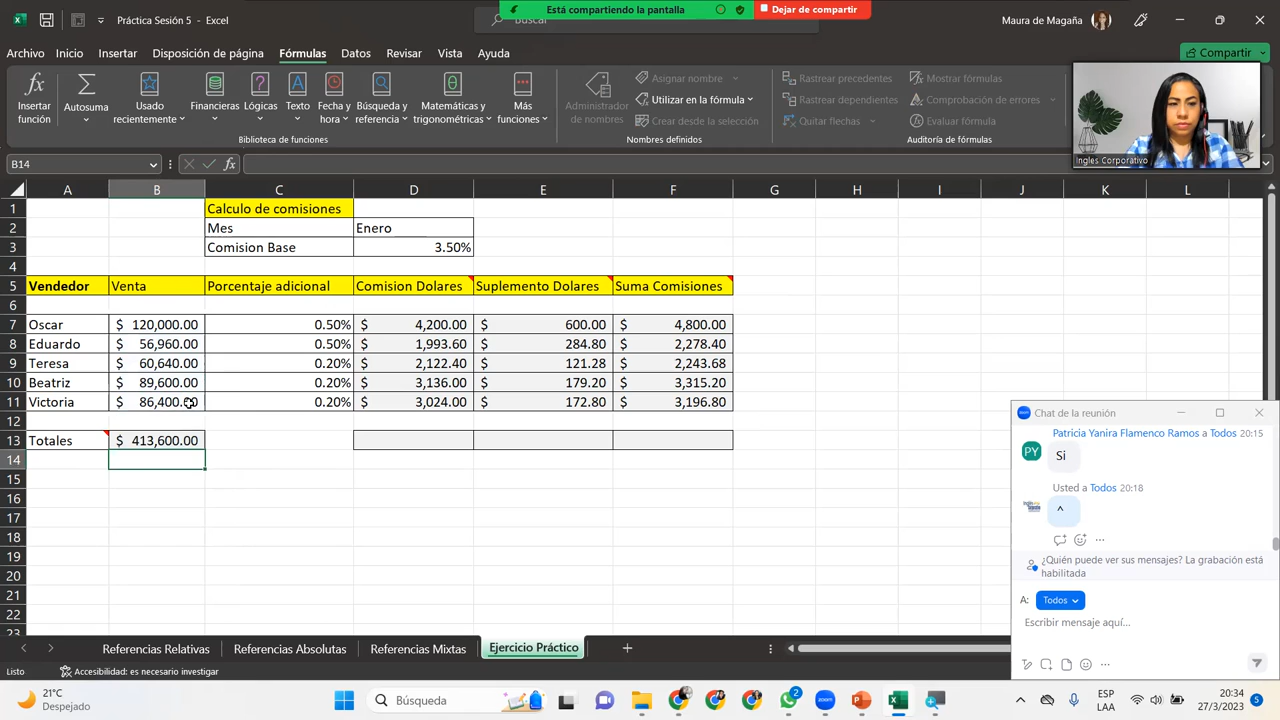 Práctica Sesión 5 - Excel
Está compartiendo la pantalla
Dejar de compartir
Buscar
Maura de Magaña
Archivo Inicio Insertar Disposición de página Fórmulas Datos Revisar Vista Ayuda
Compartir
Insertar función
Autosuma
Usado recientemente
Financieras
Lógicas
Texto
Fecha y hora
Búsqueda y referencia
Matemáticas y trigonométricas
Más funciones
Biblioteca de funciones
Administrador de nombres
Asignar nombre
Utilizar en la fórmula
Crear desde la selección
Nombres definidos
Rastrear precedentes
Rastrear dependientes
Quitar flechas
Mostrar fórmulas
Comprobación de errores
Evaluar fórmula
Auditoría de fórmulas
Ingles Corporativo
B14
fx
A B C D E F G H I J K L
1 Calculo de comisiones
2 Mes Enero
3 Comision Base 3.50%
4
5 Vendedor Venta Porcentaje adicional Comision Dolares Suplemento Dolares Suma Comisiones
6
7 Oscar $ 120,000.00 0.50% $ 4,200.00 $ 600.00 $ 4,800.00
8 Eduardo $ 56,960.00 0.50% $ 1,993.60 $ 284.80 $ 2,278.40
9 Teresa $ 60,640.00 0.20% $ 2,122.40 $ 121.28 $ 2,243.68
10 Beatriz $ 89,600.00 0.20% $ 3,136.00 $ 179.20 $ 3,315.20
11 Victoria $ 86,400.00 0.20% $ 3,024.00 $ 172.80 $ 3,196.80
12
13 Totales $ 413,600.00
14
15
16
17
18
19
20
21
22
23
Chat de la reunión
Patricia Yanira Flamenco Ramos a Todos 20:15
PY
Si
Usted a Todos 20:18
^
¿Quién puede ver sus mensajes? La grabación está
habilitada
A: Todos
Escribir mensaje aquí...
Referencias Relativas Referencias Absolutas Referencias Mixtas Ejercicio Práctico
Listo
Accesibilidad: es necesario investigar
21°C
Despejado
Búsqueda
2
ESP
LAA
20:34
27/3/2023
5